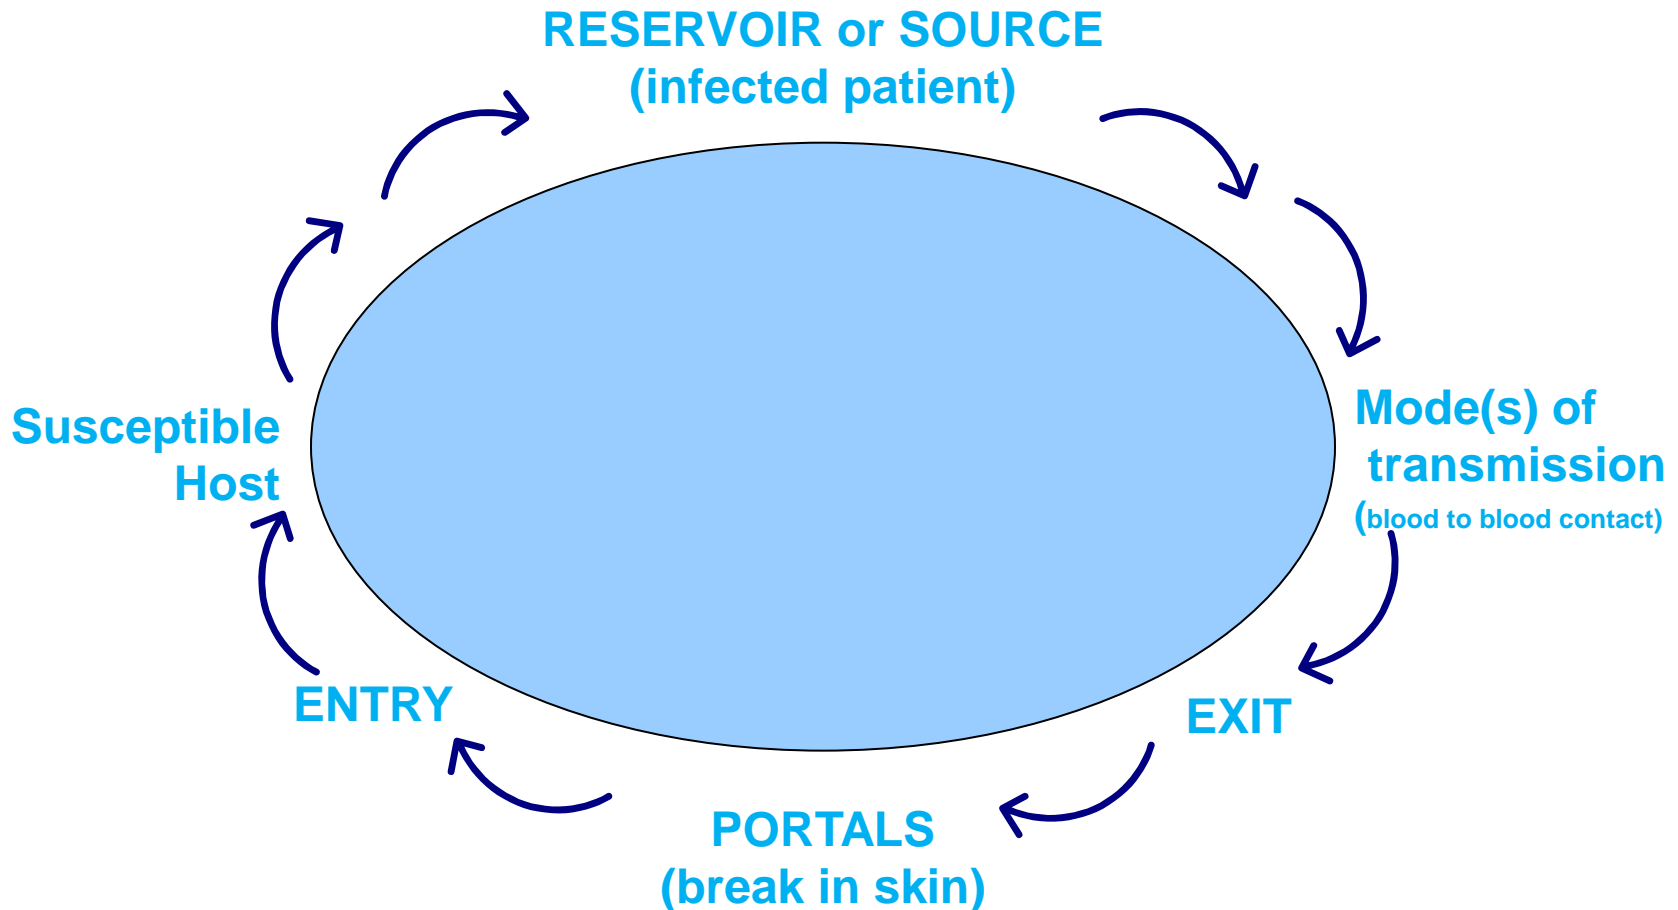 RESERVOIR or SOURCE
(infected patient)
Mode(s) of
transmission
(blood to blood contact)
EXIT
PORTALS
(break in skin)
ENTRY
Susceptible
Host